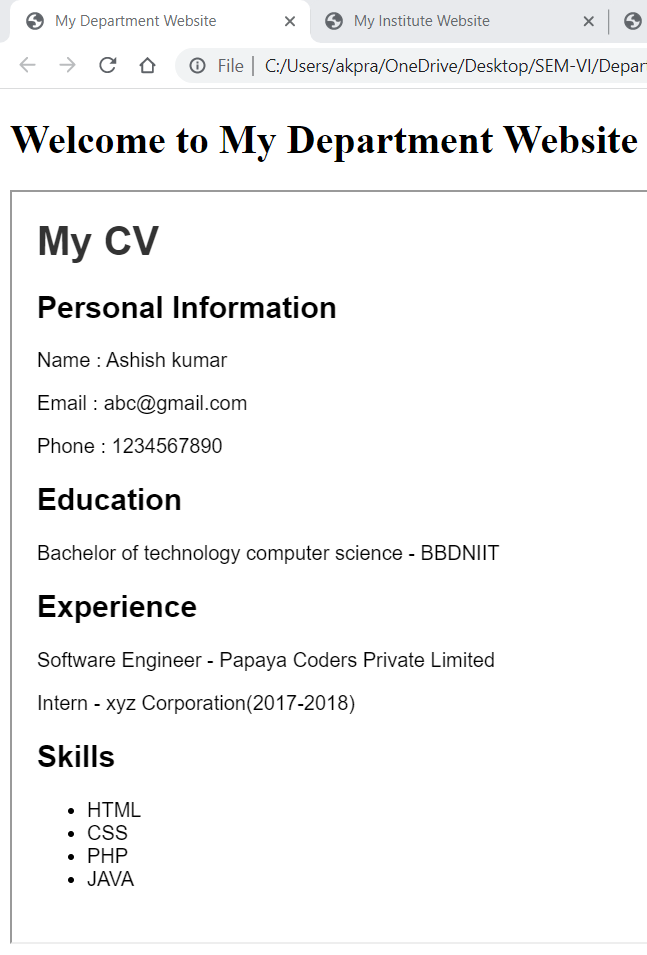 My Department Website
My Institute Website
File | C:/Users/akpra/OneDrive/Desktop/SEM-VI/Depar
Welcome to My Department Website
My CV
Personal Information
Name : Ashish kumar
Email : abc@gmail.com
Phone : 1234567890
Education
Bachelor of technology computer science - BBDNIIT
Experience
Software Engineer - Papaya Coders Private Limited
Intern - xyz Corporation(2017-2018)
Skills
• HTML
• CSS
• PHP
• JAVA